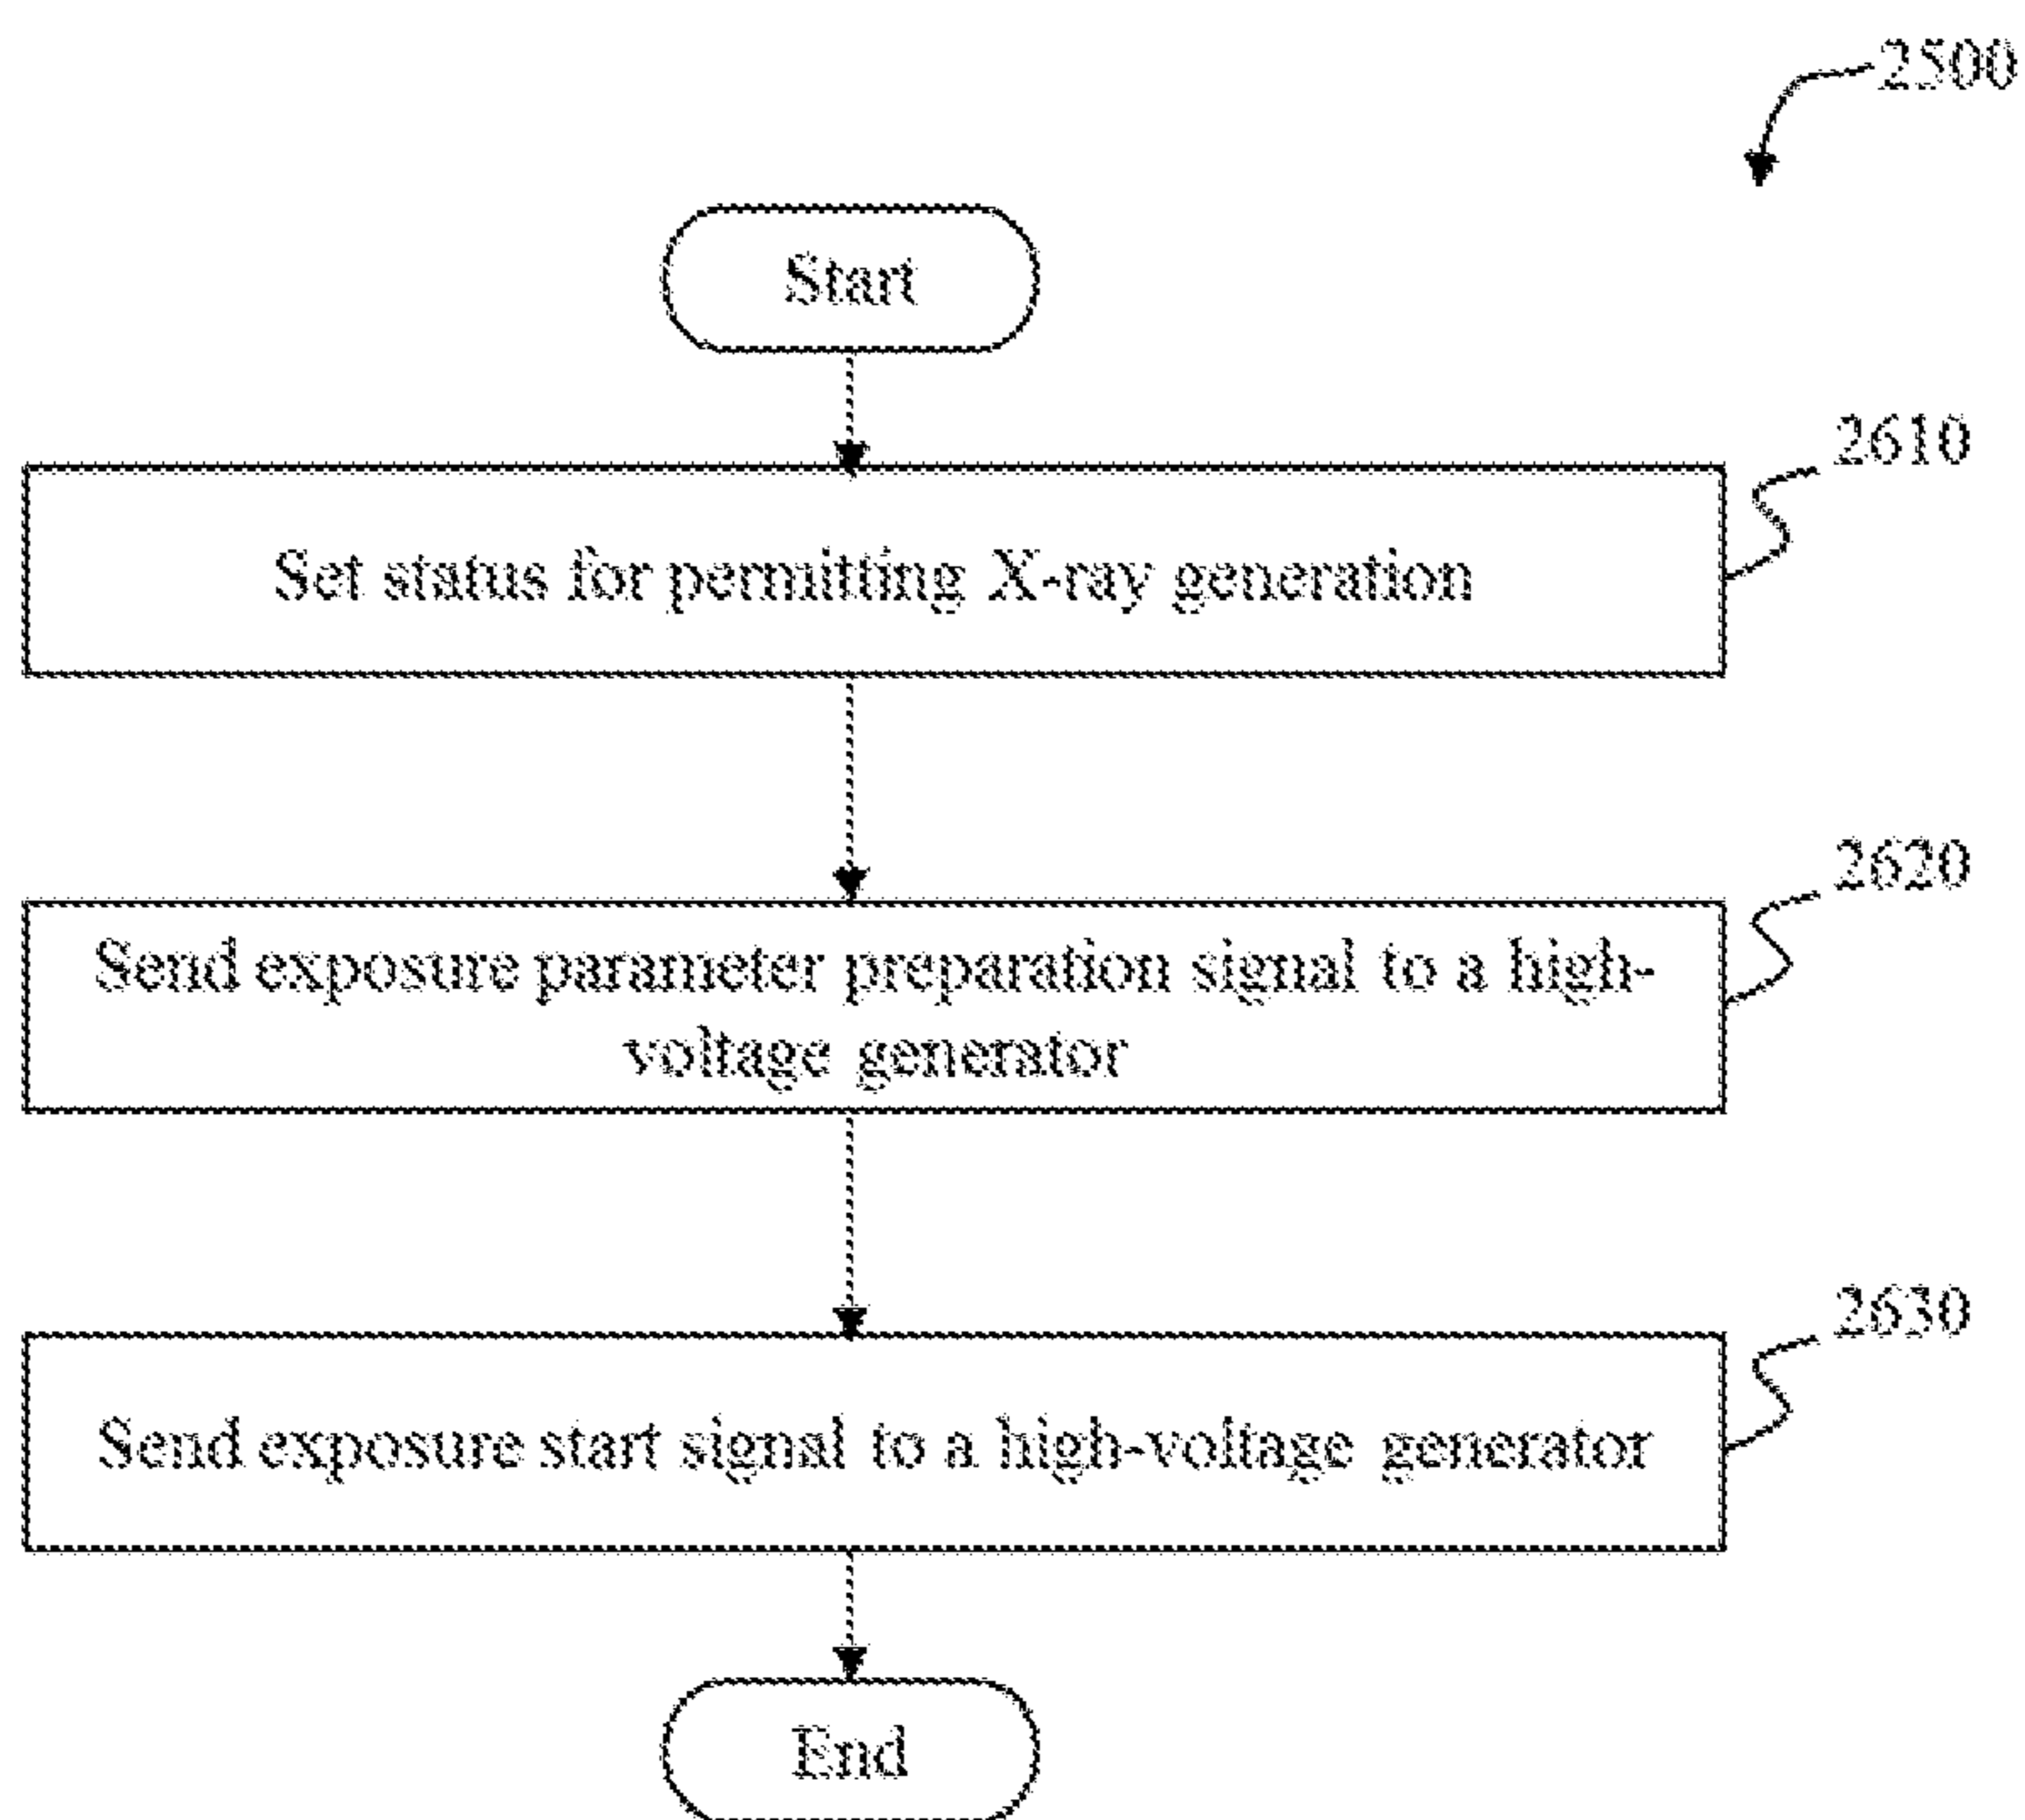 2500
Start
2610
Set status for permitting X-ray generation
2620
Send exposure parameter preparation signal to a high-
voltage generator
2630
Send exposure start signal to a high-voltage generator
End